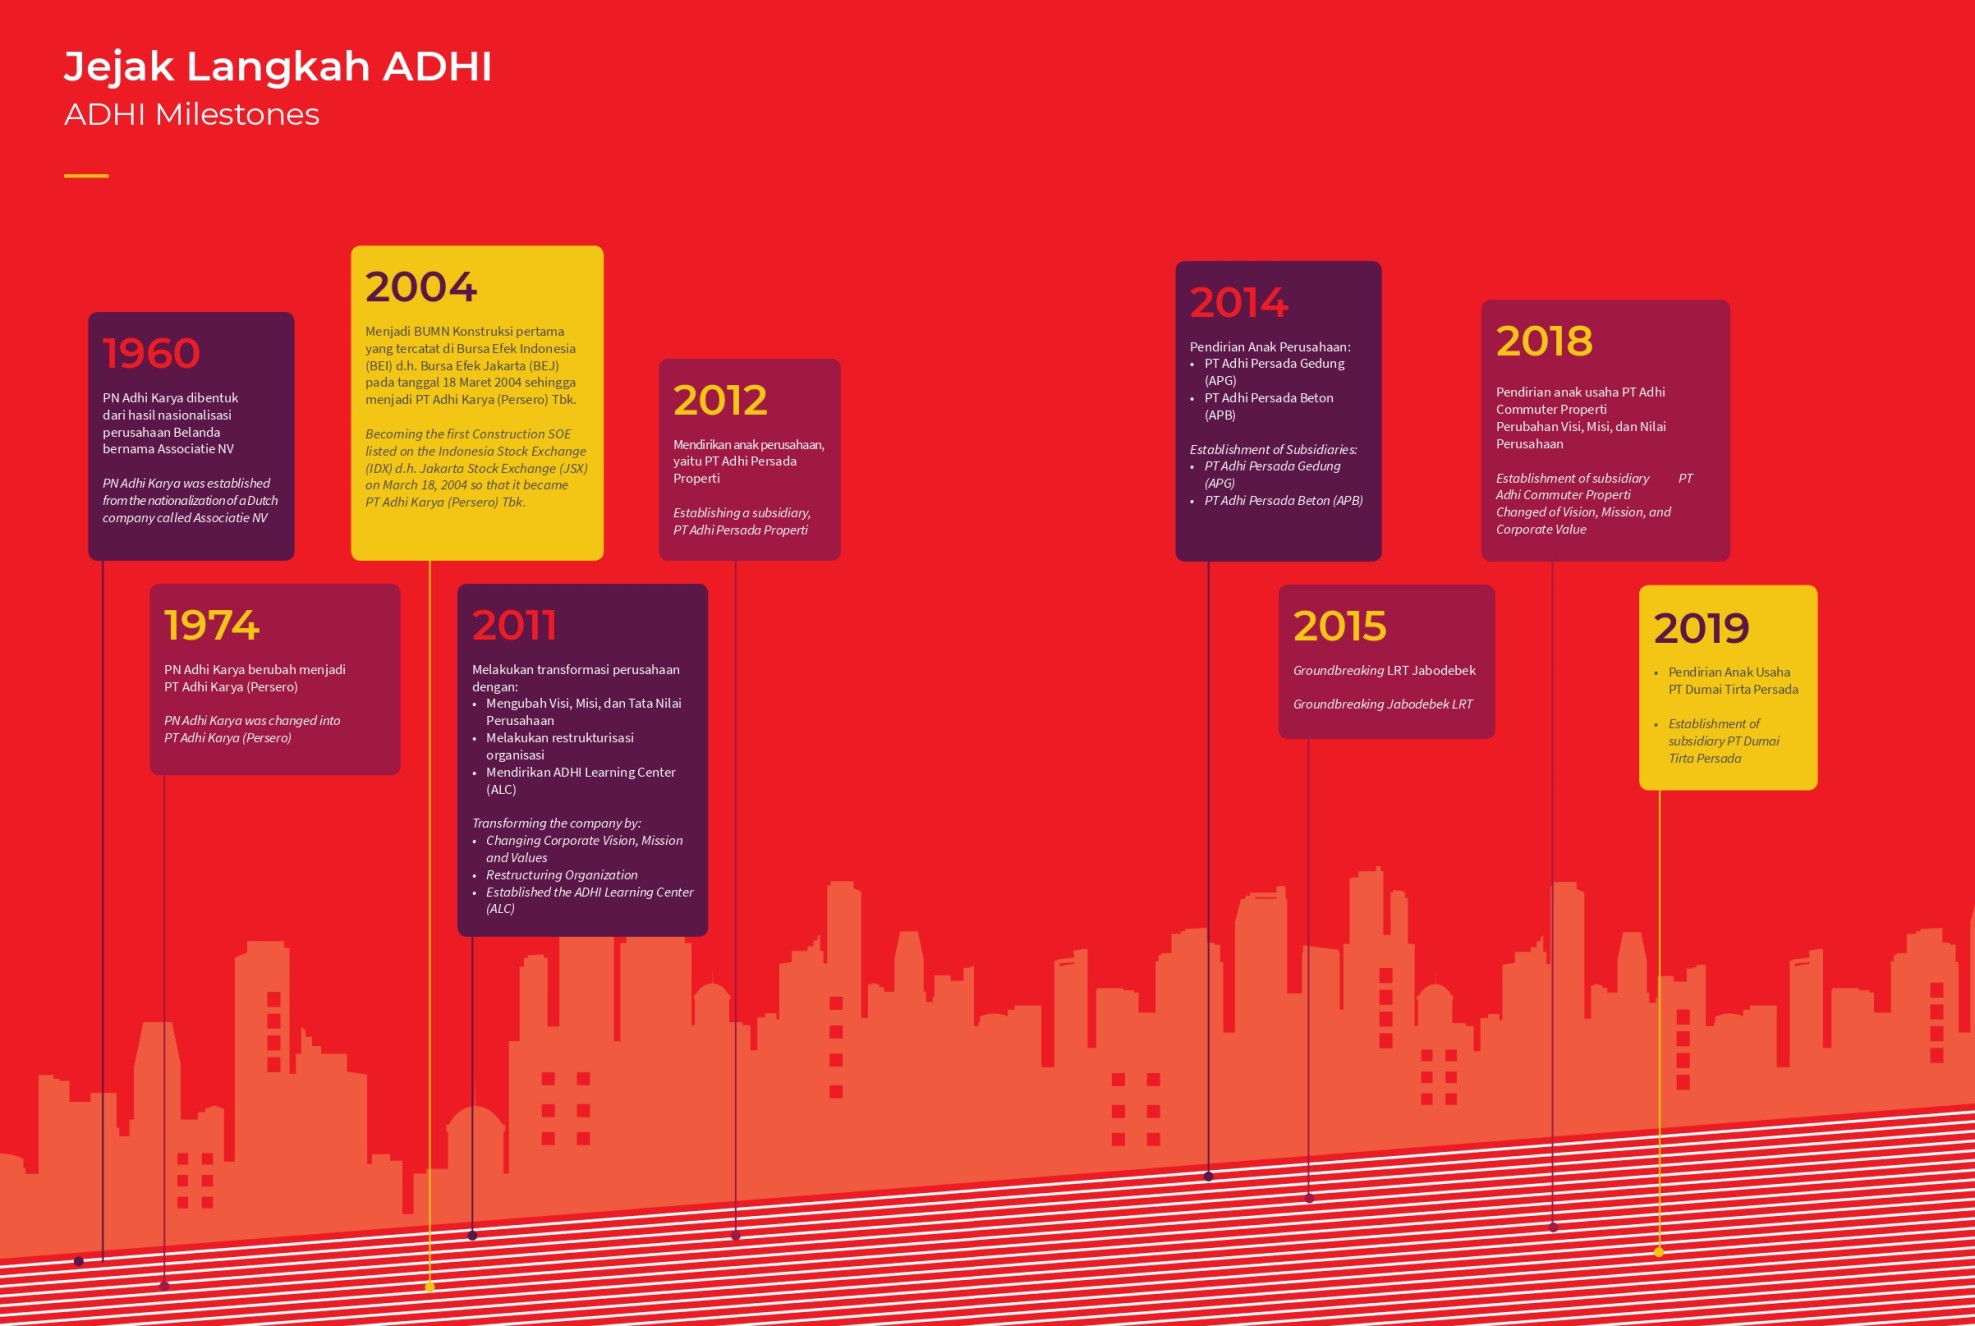 Jejak Langkah ADHI
ADHI Milestones
1960
PN Adhi Karya dibentuk
dari hasil nasionalisasi
perusahaan Belanda
bernama Associatie NV
PN Adhi Karya was established
from the nationalization of a Dutch
company called Associatie NV
1974
PN Adhi Karya berubah menjadi
PT Adhi Karya (Persero)
PN Adhi Karya was changed into
PT Adhi Karya (Persero)
2004
Menjadi BUMN Konstruksi pertama
yang tercatat di Bursa Efek Indonesia
(BEI) d.h. Bursa Efek Jakarta (BEJ)
pada tanggal 18 Maret 2004 sehingga
menjadi PT Adhi Karya (Persero) Tbk.
Becoming the first Construction SOE
listed on the Indonesia Stock Exchange
(IDX) d.h. Jakarta Stock Exchange (JSX)
on March 18, 2004 so that it became
PT Adhi Karya (Persero) Tbk.
2011
Melakukan transformasi perusahaan
dengan:
• Mengubah Visi, Misi, dan Tata Nilai
Perusahaan
• Melakukan restrukturisasi
organisasi
• Mendirikan ADHI Learning Center
(ALC)
Transforming the company by:
• Changing Corporate Vision, Mission
and Values
• Restructuring Organization
• Established the ADHI Learning Center
(ALC)
2012
Mendirikan anak perusahaan,
yaitu PT Adhi Persada
Properti
Establishing a subsidiary,
PT Adhi Persada Properti
2014
Pendirian Anak Perusahaan:
• PT Adhi Persada Gedung
(APG)
• PT Adhi Persada Beton
(APB)
Establishment of Subsidiaries:
• PT Adhi Persada Gedung
(APG)
• PT Adhi Persada Beton (APB)
2015
Groundbreaking LRT Jabodebek
Groundbreaking Jabodebek LRT
2018
Pendirian anak usaha PT Adhi
Commuter Properti
Perubahan Visi, Misi, dan Nilai
Perusahaan
Establishment of subsidiary PT
Adhi Commuter Properti
Changed of Vision, Mission, and
Corporate Value
2019
• Pendirian Anak Usaha
PT Dumai Tirta Persada
• Establishment of
subsidiary PT Dumai
Tirta Persada